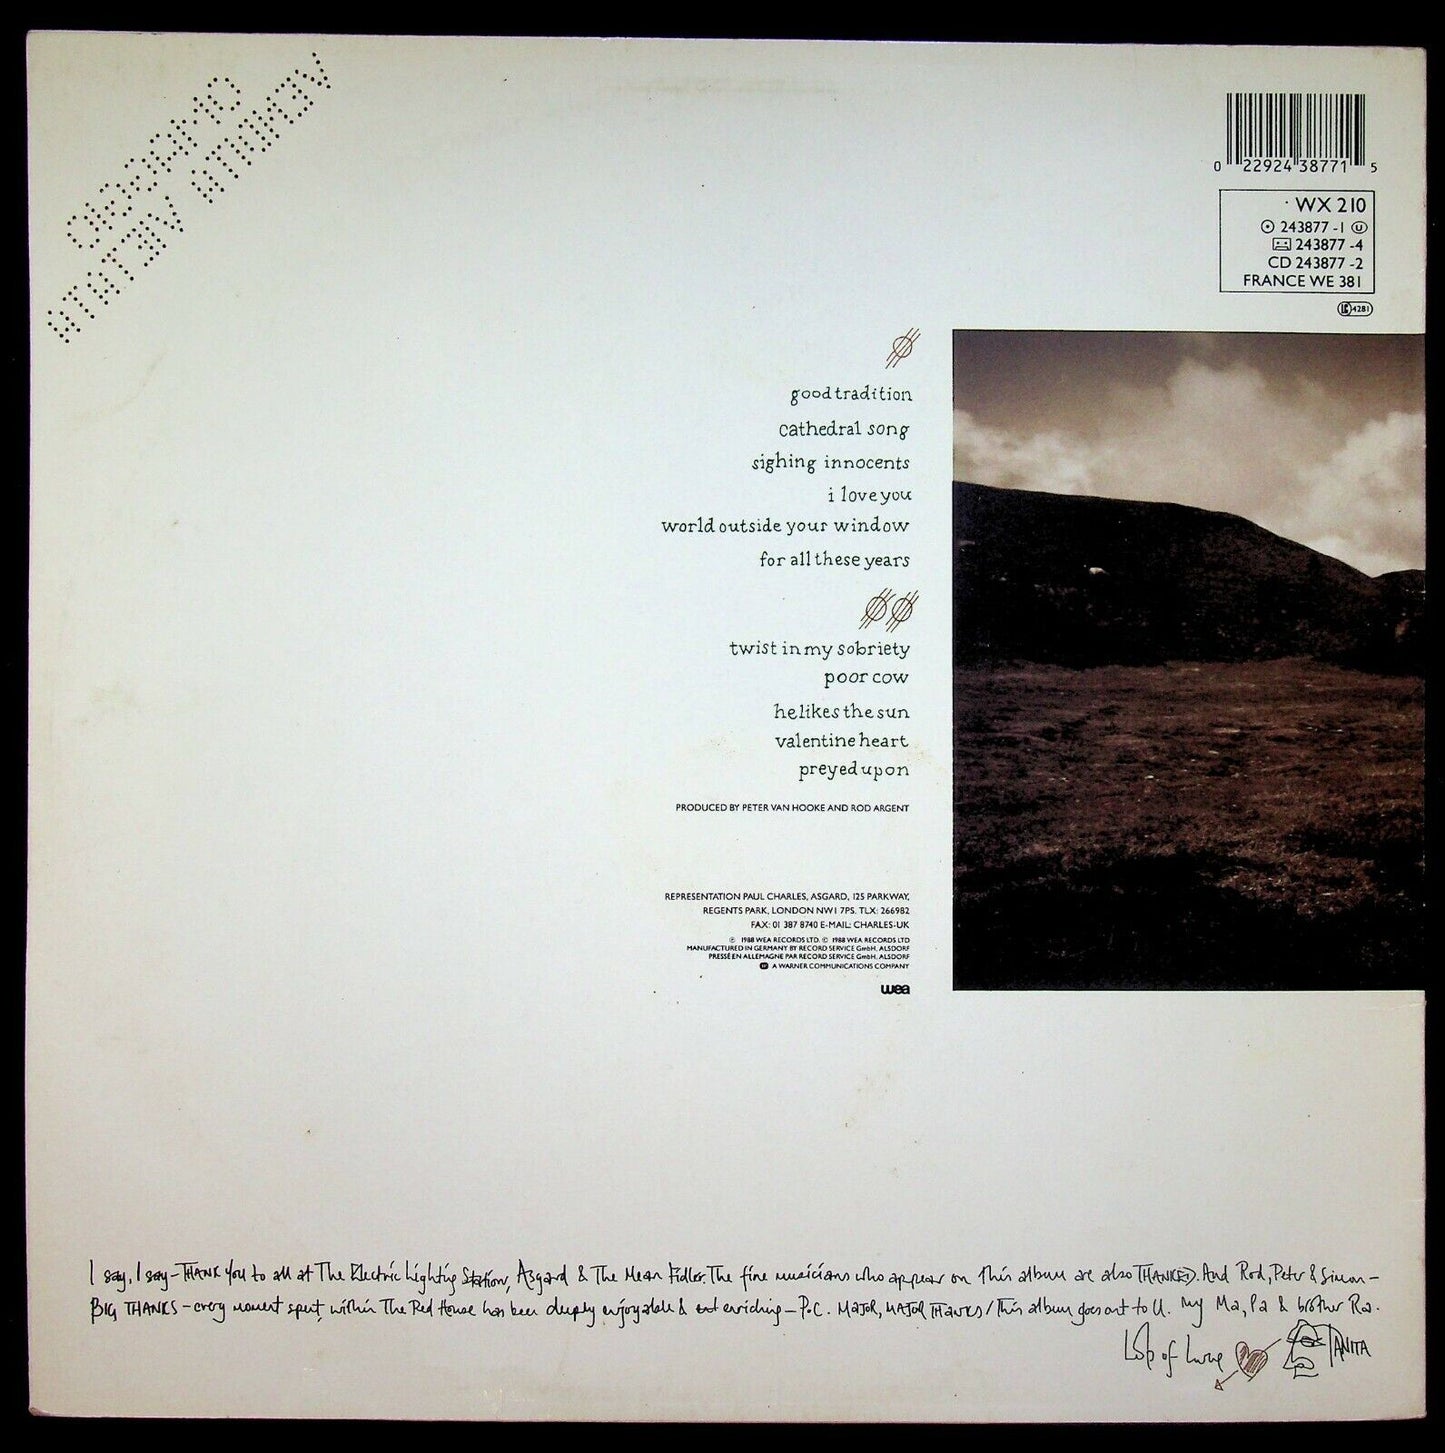 0 22924 38771 5
WX 210
243877 -1 U
243877 -4
CD 243877 -2
FRANCE WE 381
LC 4281
good tradition
cathedral song
sighing innocents
i love you
world outside your window
for all these years
twist in my sobriety
poor cow
he likes the sun
valentine heart
preyed upon
PRODUCED BY PETER VAN HOOKE AND ROD ARGENT
REPRESENTATION PAUL CHARLES, ASGARD, 125 PARKWAY,
REGENTS PARK, LONDON NW1 7PS. TLX: 266982
FAX: 01 387 8740 E-MAIL: CHARLES-UK
℗ 1988 WEA RECORDS LTD. © 1988 WEA RECORDS LTD
MANUFACTURED IN GERMANY BY RECORD SERVICE GmbH, ALSDORF
PRESSÉ EN ALLEMAGNE PAR RECORD SERVICE GmbH, ALSDORF
A WARNER COMMUNICATIONS COMPANY
wea
I say, I say - THANK YOU to all at The Electric Lighting Station, Asgard & The Mean Fidler. The fine musicians who appear on this album are also THANKED. And Rod, Peter & Simon -
BIG THANKS - every moment spent, within The Red House has been deeply enjoyable & enriching - P.C. MAJOR, MAJOR THANKS / This album goes out to U. My Ma, Pa & brother Ra.
Lots of Love TANITA